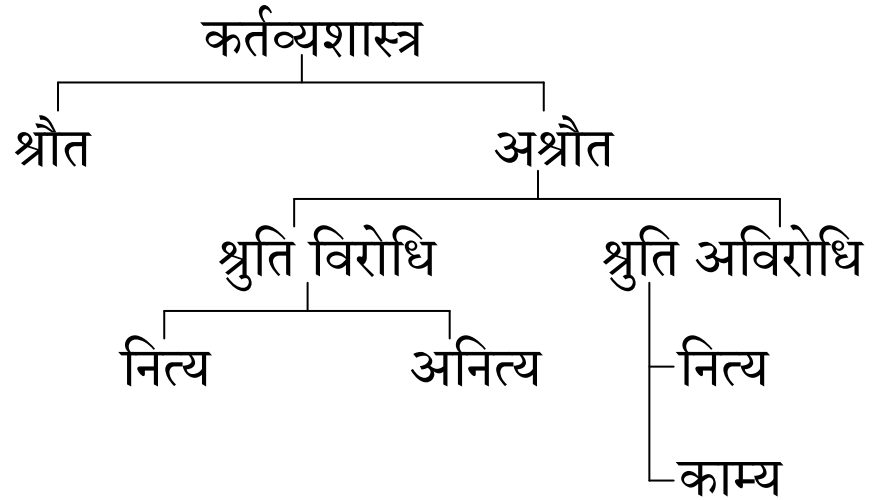 कर्तव्यशास्त्र
श्रौत अश्रौत
श्रुति विरोधि श्रुति अविरोधि
नित्य अनित्य नित्य
काम्य